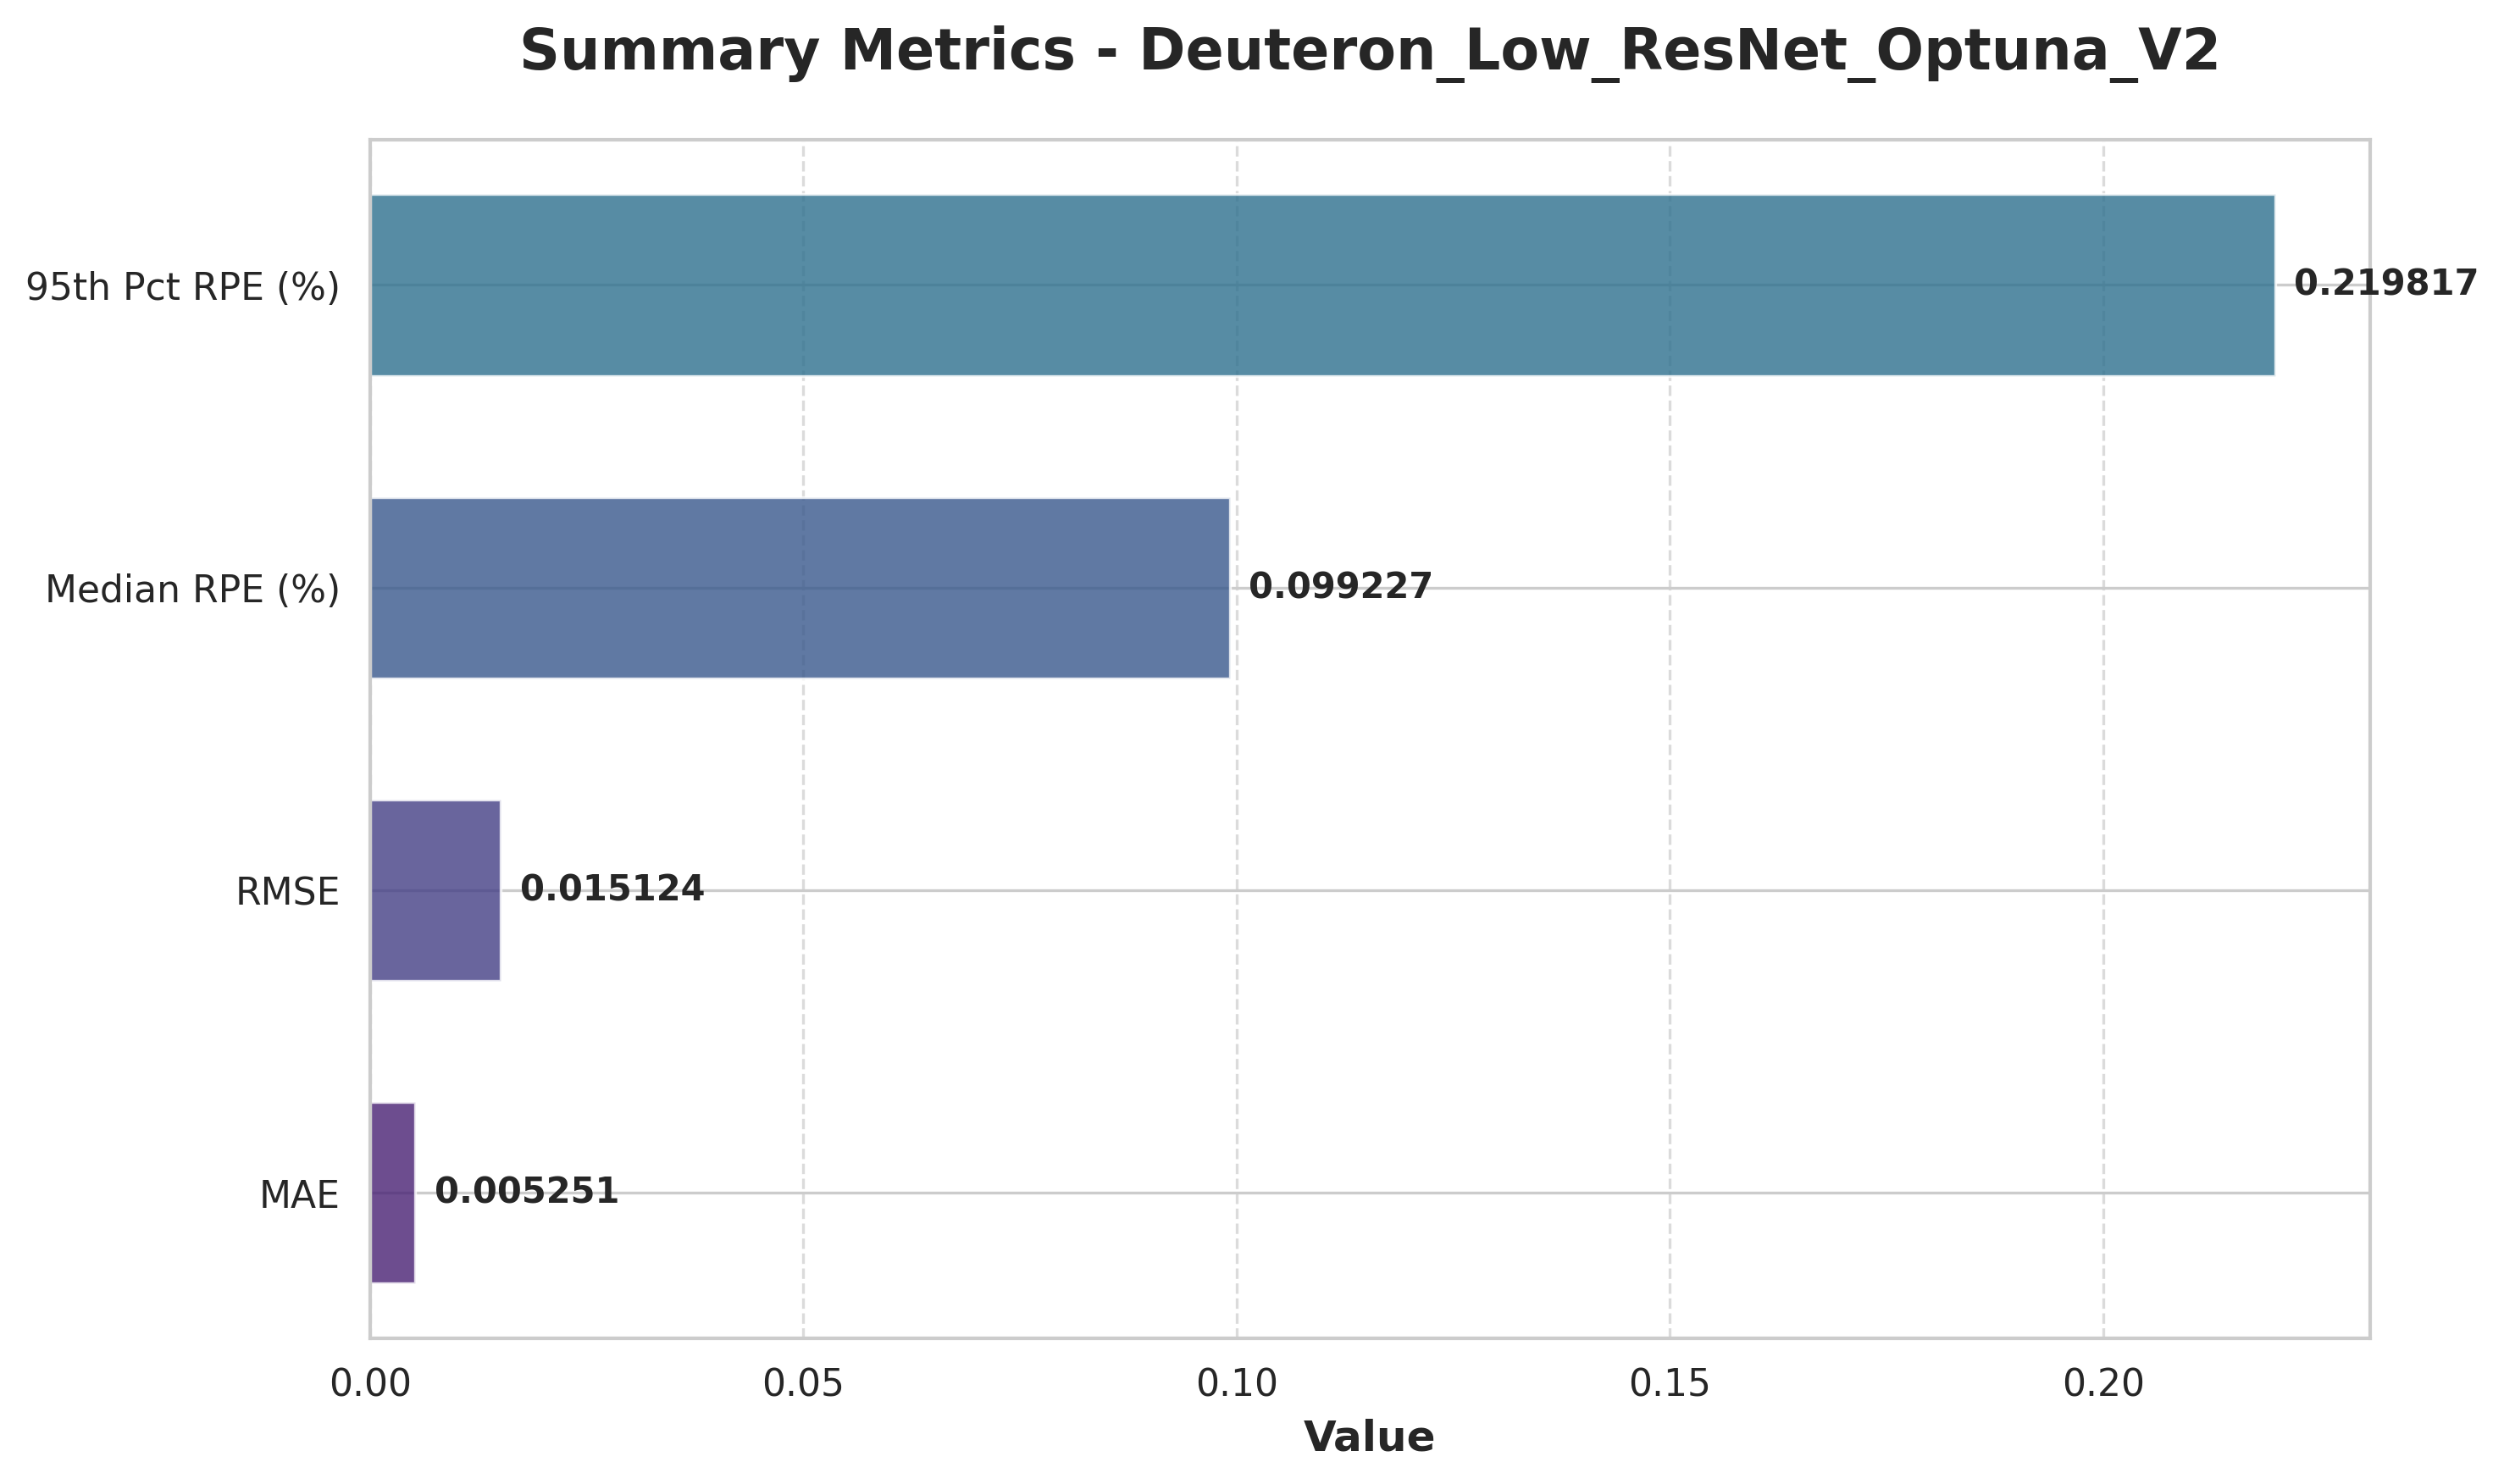 Summary Metrics - Deuteron_Low_ResNet_Optuna_V2
95th Pct RPE (%)
0.219817
Median RPE (%)
0.099227
RMSE
0.015124
MAE
0.005251
0.00 0.05 0.10 0.15 0.20
Value